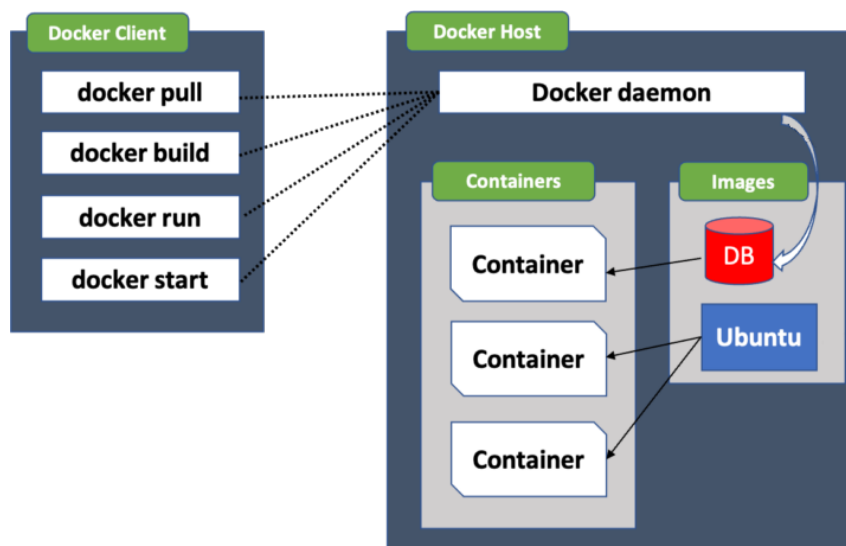 Docker Client
docker pull
docker build
docker run
docker start
Docker Host
Docker daemon
Containers
Container
Container
Container
Images
DB
Ubuntu